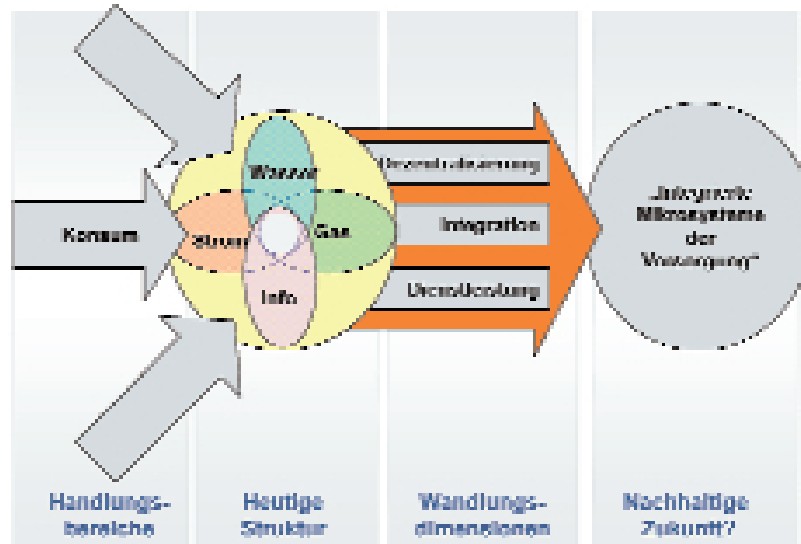 Wasser
Dezentralisierung
Konsum
Strom
Gas
Integration
Info
Dienstleistung
„Integrierte
Mikrosysteme
der
Versorgung“
Handlungs-
bereiche
Heutige
Struktur
Wandlungs-
dimensionen
Nachhaltige
Zukunft?